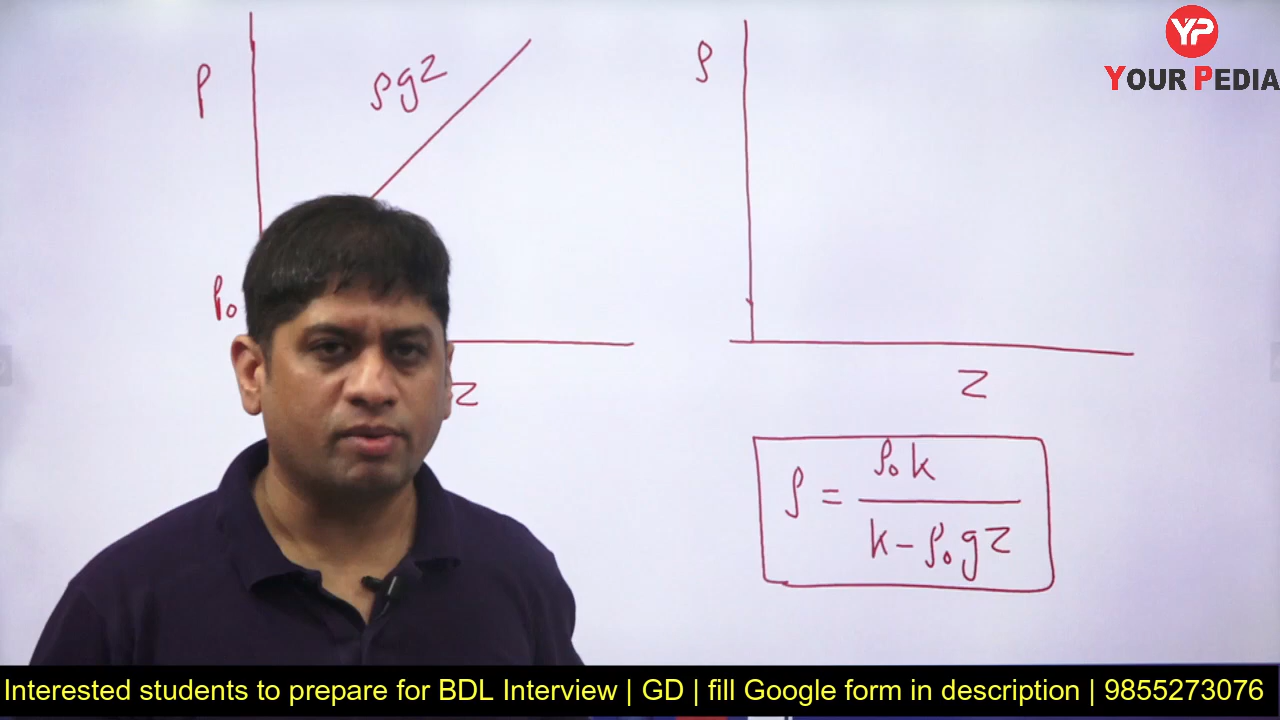 YP
YOUR PEDIA
P
ρgz
P₀
z
ρ
z
ρ = ρ₀k / k - ρ₀gz
Interested students to prepare for BDL Interview | GD | fill Google form in description | 9855273076